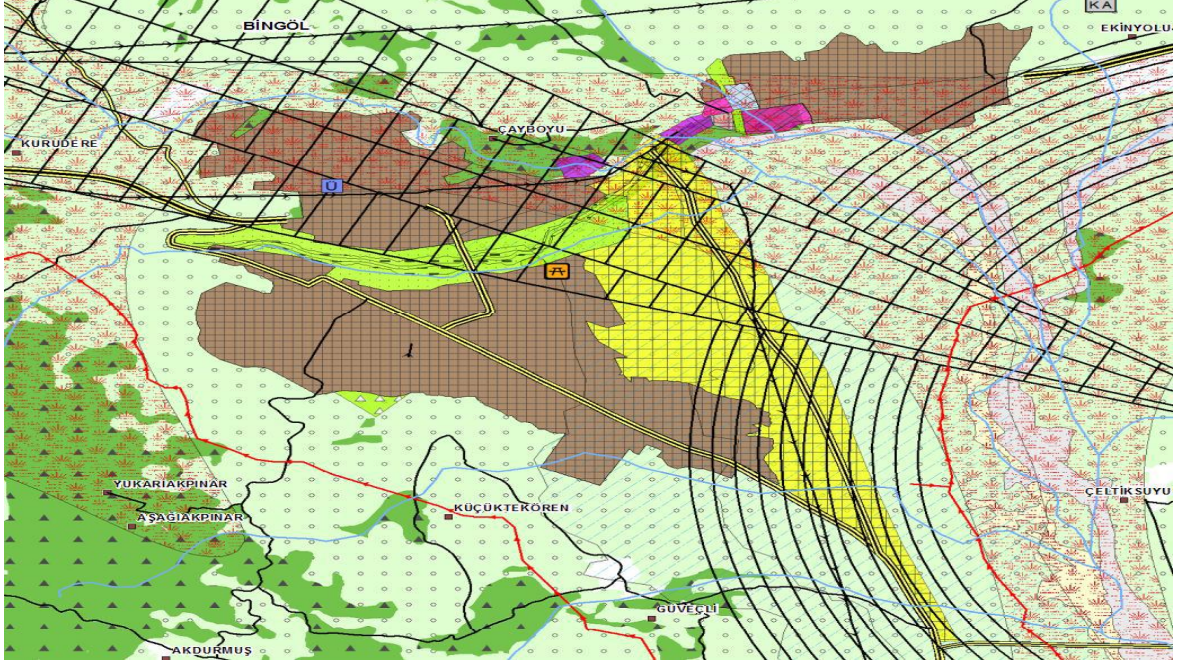 KA
BİNGÖL
EKİNYOLU
ÇAYBOYU
KURUDERE
Ü
YUKARIAKPINAR
ÇELTİKSUYU
KÜÇÜKTEKÖREN
AŞAĞIAKPINAR
GÜVEÇLİ
AKDURMUŞ